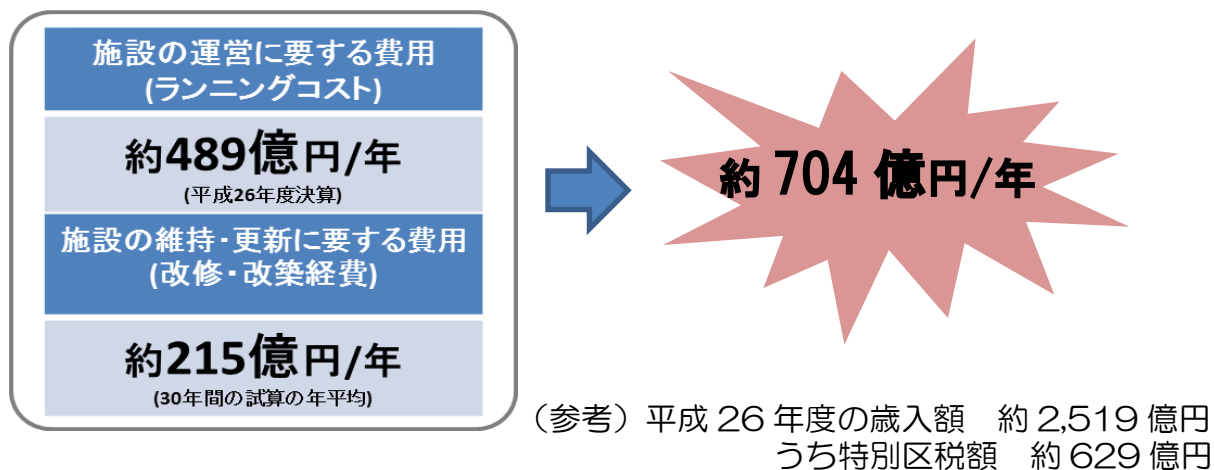 施設の運営に要する費用
(ランニングコスト)
約489億円/年
(平成26年度決算)
施設の維持・更新に要する費用
(改修・改築経費)
約215億円/年
(30年間の試算の年平均)
約 704 億円/年
（参考）平成 26 年度の歳入額　約 2,519 億円
うち特別区税額　約 629 億円